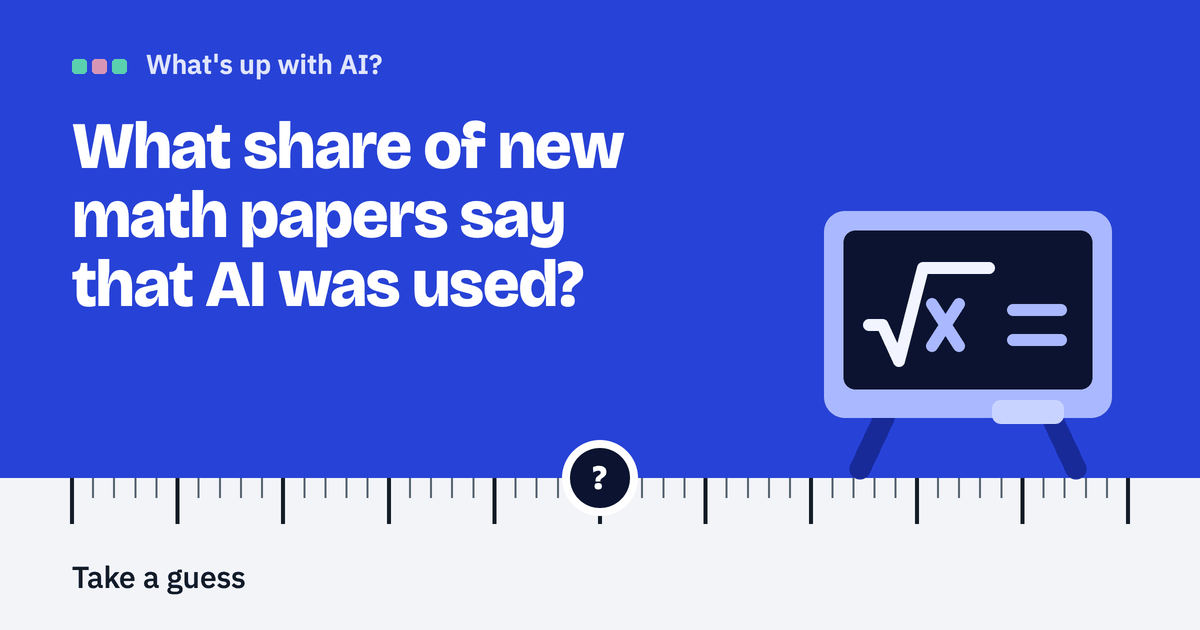 What's up with AI?
What share of new
math papers say
that AI was used?
√x =
?
Take a guess